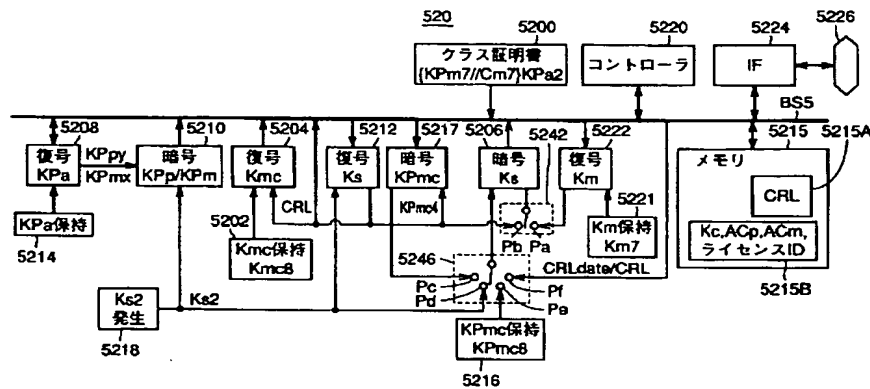 520
5200
5220
5224
5226
クラス証明書
{KPm7//Cm7}KPa2
コントローラ
IF
BS5
5208
5210
5204
5212
5217
5206
5242
5222
5215
5215A
復号
KPa
KPpy
KPmx
暗号
KPp/KPm
復号
Kmc
復号
Ks
暗号
KPmc
暗号
Ks
復号
Km
メモリ
CRL
CRL
KPmc4
5202
5221
KPa保持
5214
Kmc保持
Kmc8
Pb
Pa
Km保持
Km7
Kc,ACp,ACm,
ライセンスID
5215B
5246
CRLdate/CRL
Pc
Pd
Pf
Pe
Ks2
発生
Ks2
5218
KPmc保持
KPmc8
5216